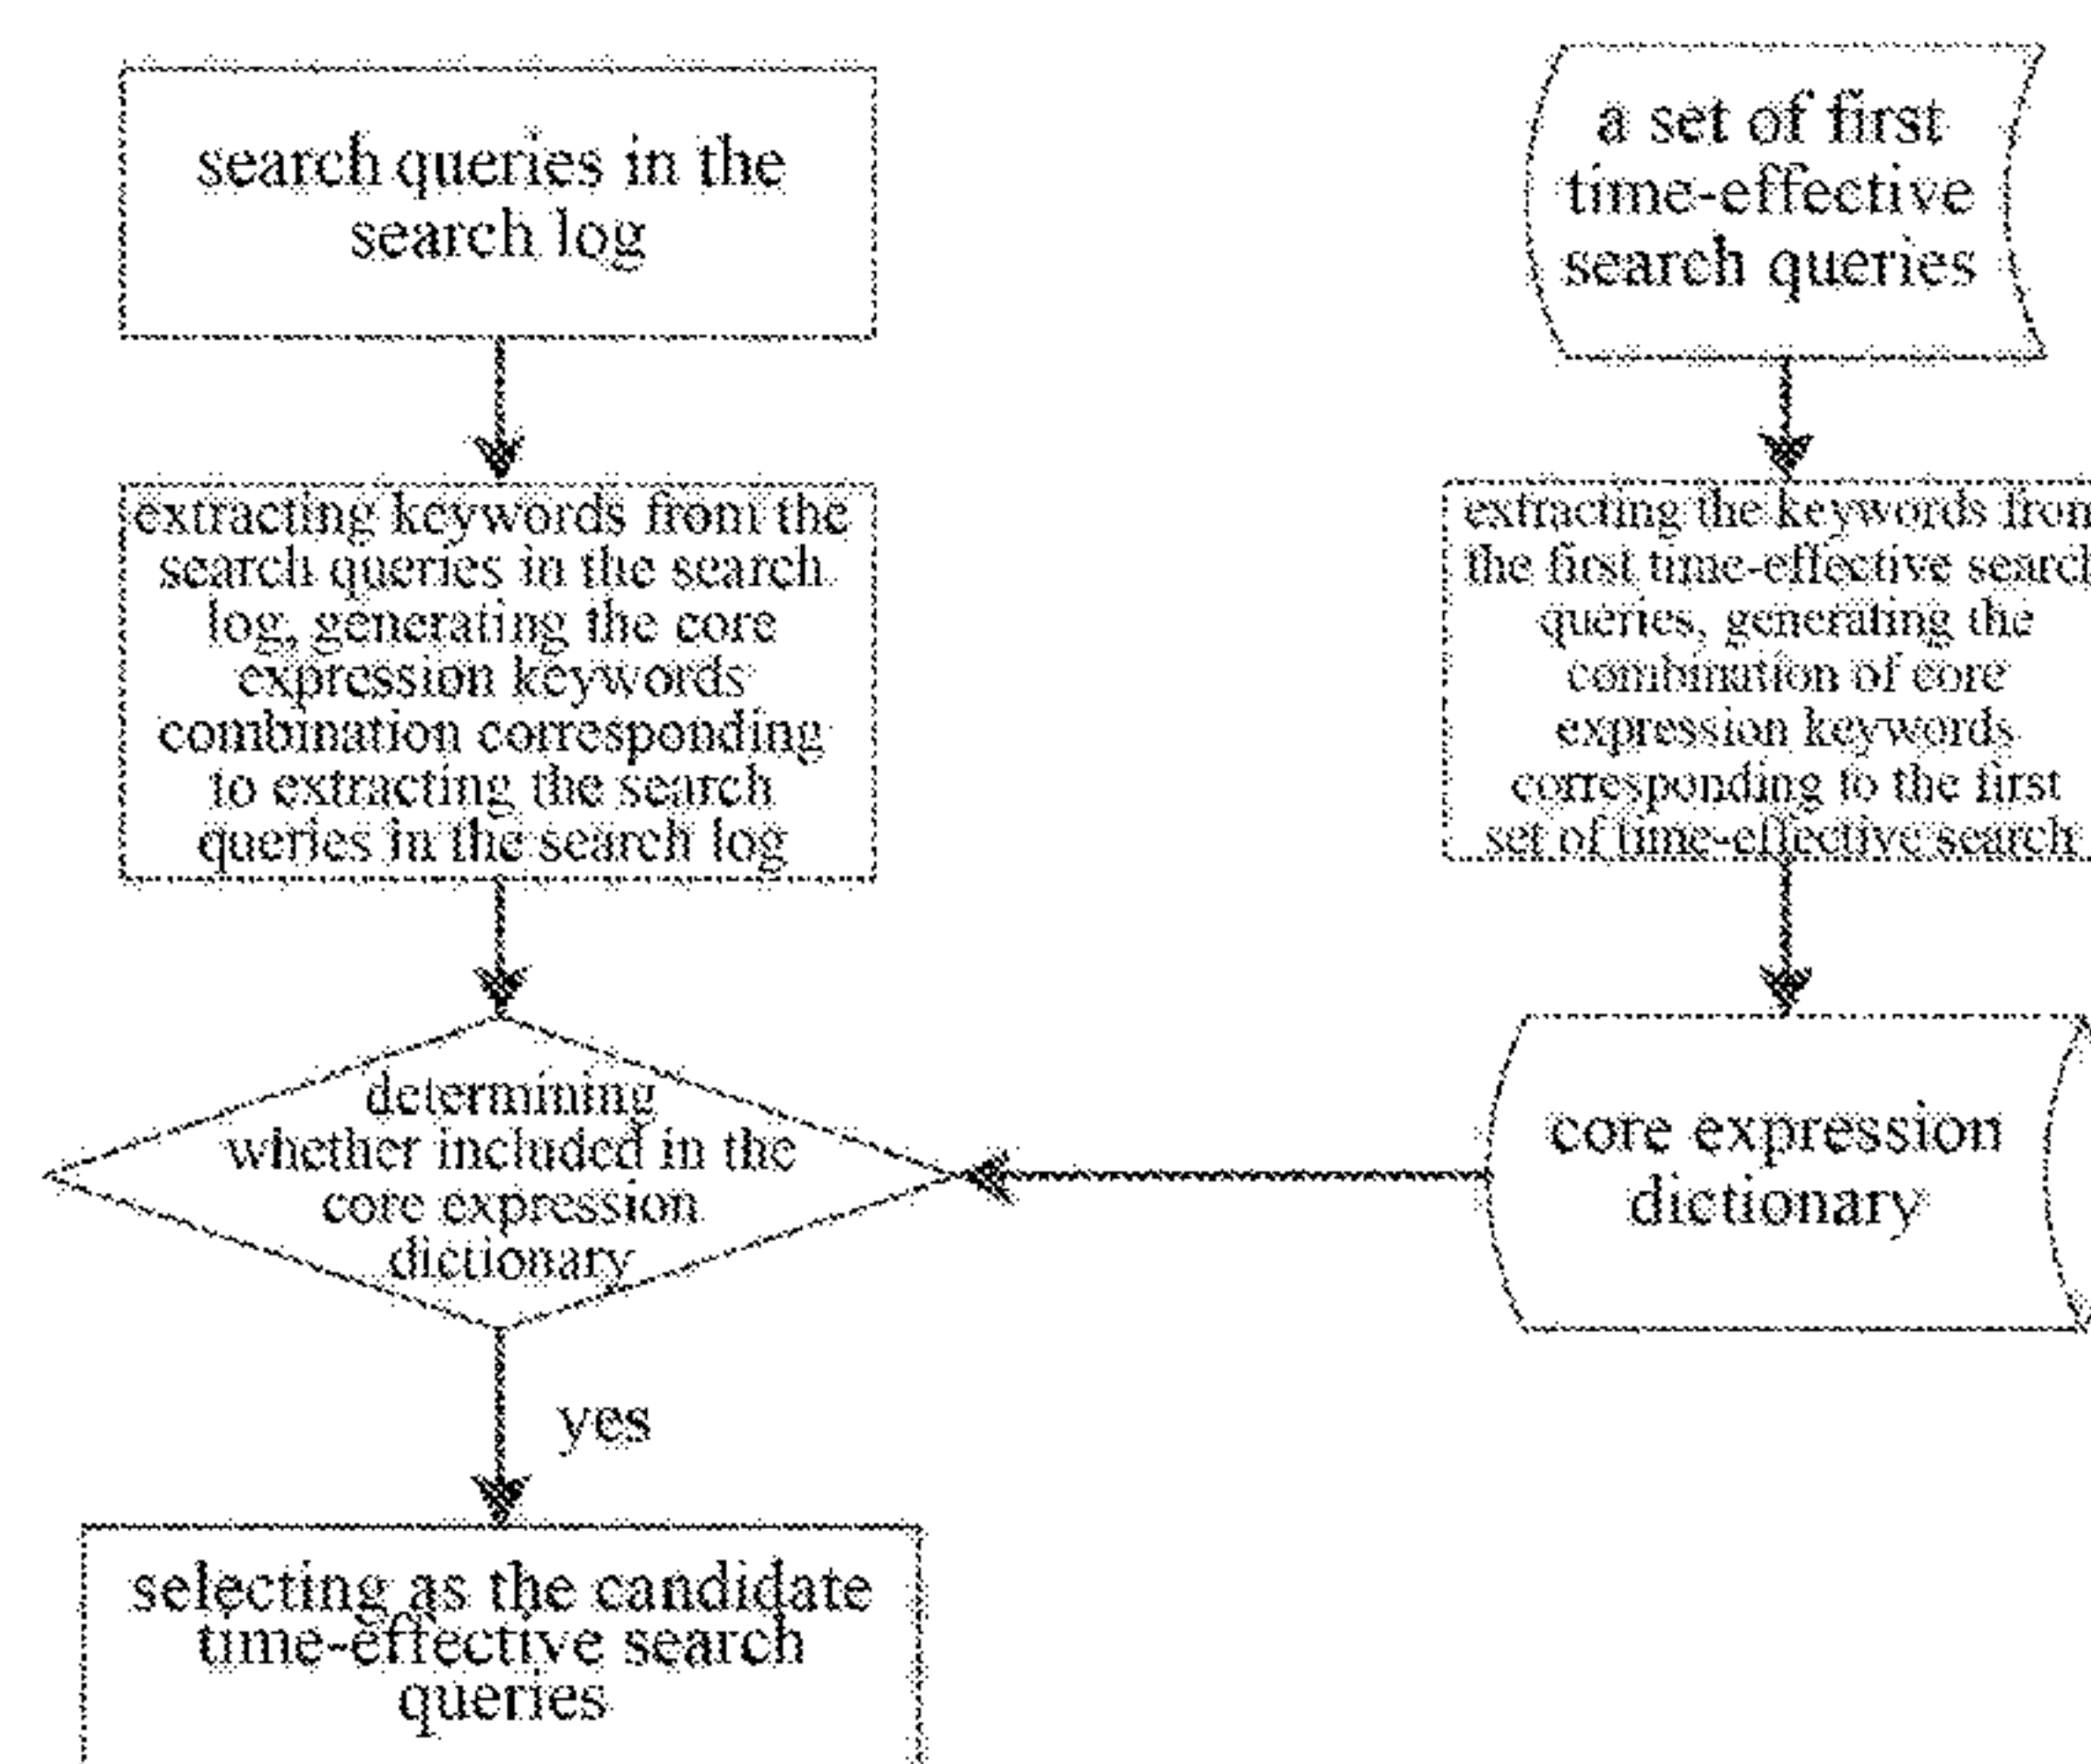 search queries in the
search log
extracting keywords from the
search queries in the search
log, generating the core
expression keywords
combination corresponding
to extracting the search
queries in the search log
determining
whether included in the
core expression
dictionary
yes
selecting as the candidate
time-effective search
queries
a set of first
time-effective
search queries
extracting the keywords from
the first time-effective search
queries, generating the
combination of core
expression keywords
corresponding to the first
set of time-effective search
core expression
dictionary